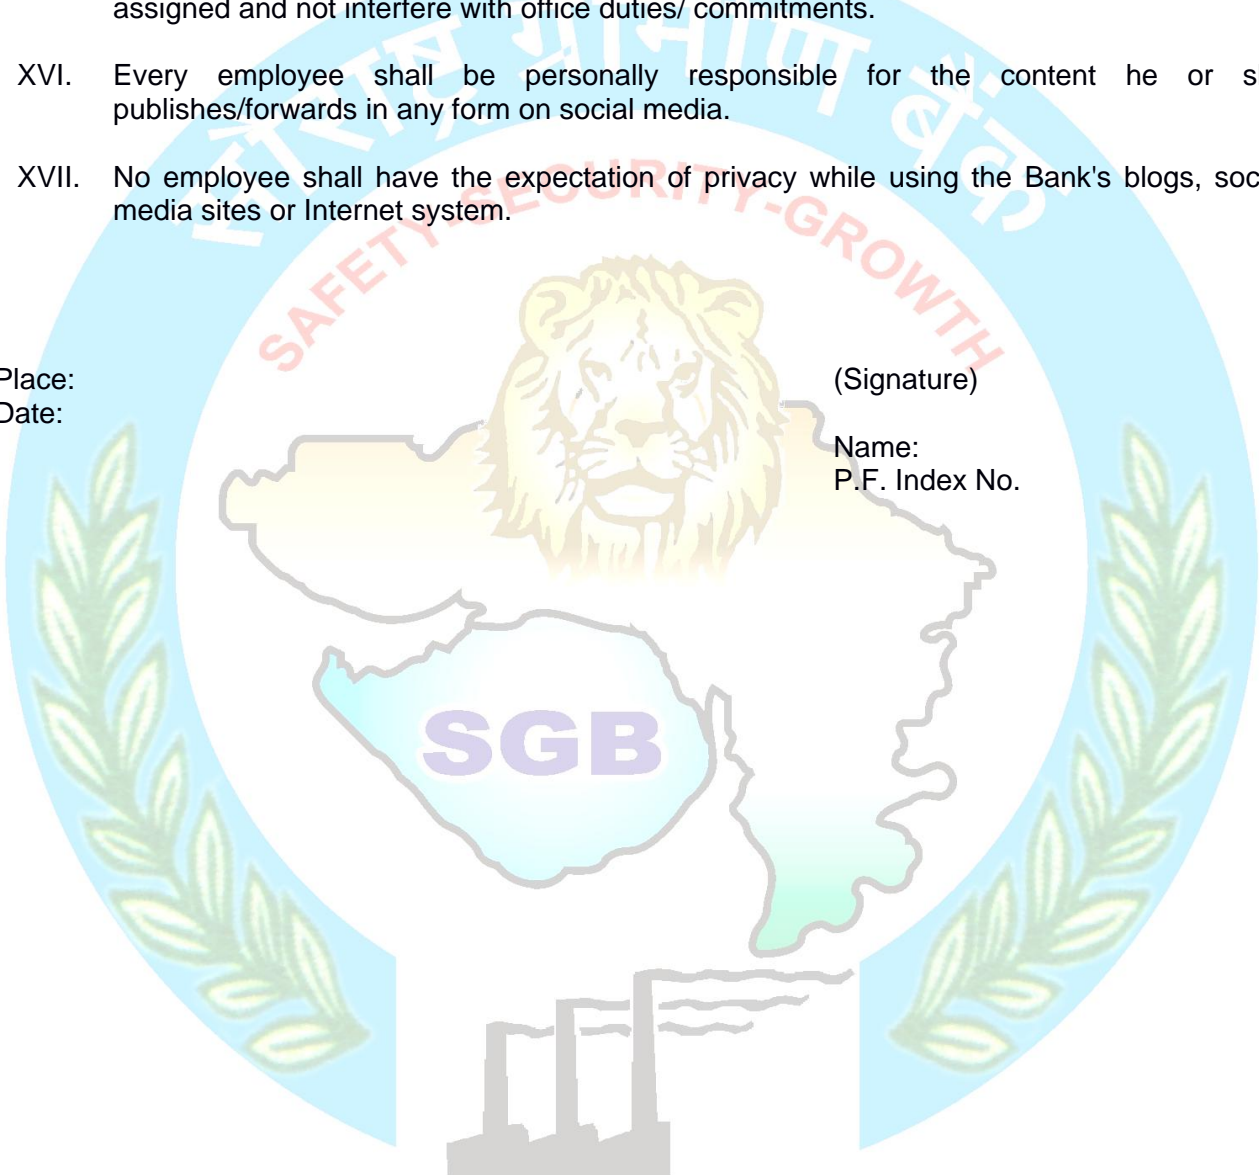 assigned and not interfere with office duties/ commitments.
सौराष्ट्र ग्रामीण बेंक
XVI. Every employee shall be personally responsible for the content he or s
publishes/forwards in any form on social media.
SAFETY-SECURITY-GROWTH
XVII. No employee shall have the expectation of privacy while using the Bank's blogs, soc
media sites or Internet system.
Place: (Signature)
Date:
Name:
P.F. Index No.
SGB